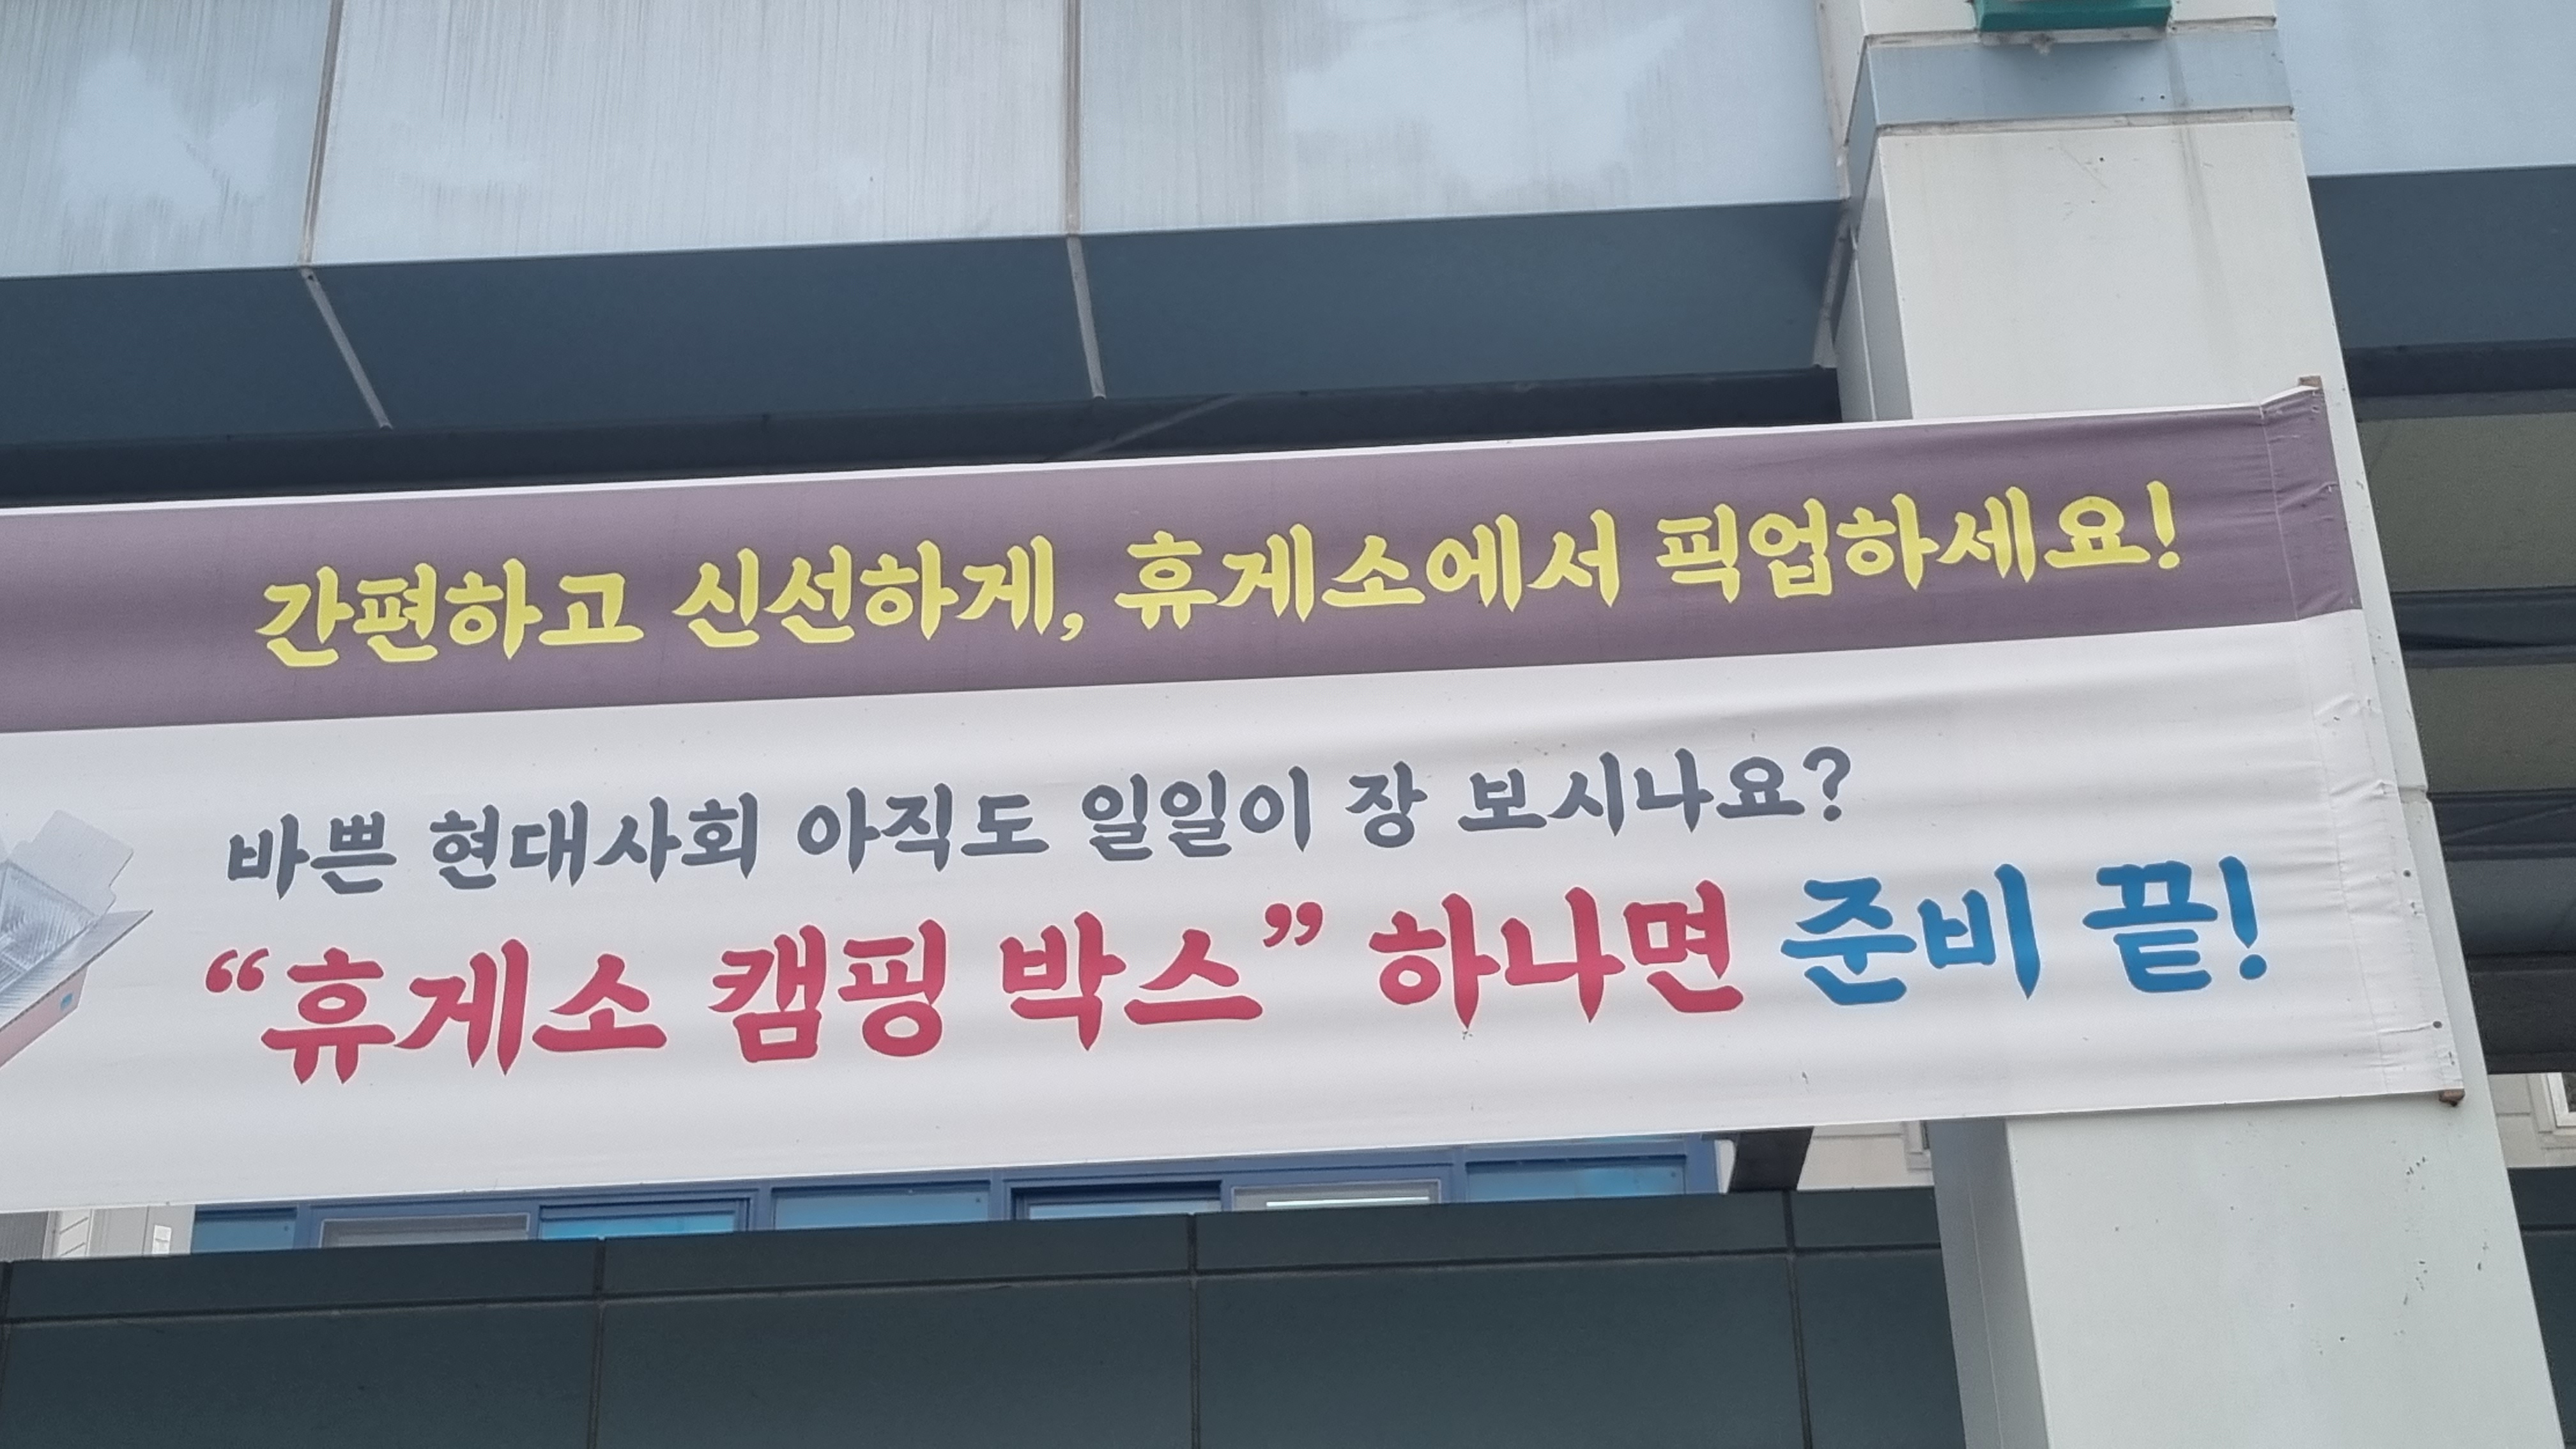 간편하고 신선하게, 휴게소에서 픽업하세요!
바쁜 현대사회 아직도 일일이 장 보시나요?
“휴게소 캠핑 박스” 하나면 준비 끝!